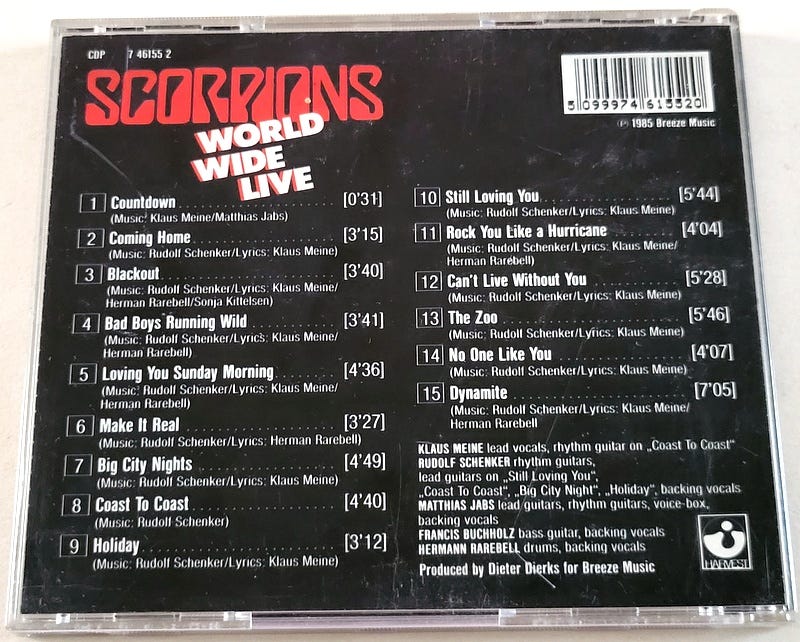 CDP 7 46155 2
SCORPIONS
WORLD
WIDE
LIVE
5 099974 615520
℗ 1985 Breeze Music
1 Countdown [0'31]
(Music: Klaus Meine/Matthias Jabs)
2 Coming Home [3'15]
(Music: Rudolf Schenker/Lyrics: Klaus Meine)
3 Blackout [3'40]
(Music: Rudolf Schenker/Lyrics: Klaus Meine/
Herman Rarebell/Sonja Kittelsen)
4 Bad Boys Running Wild [3'41]
(Music: Rudolf Schenker/Lyrics: Klaus Meine/
Herman Rarebell)
5 Loving You Sunday Morning [4'36]
(Music: Rudolf Schenker/Lyrics: Klaus Meine/
Herman Rarebell)
6 Make It Real [3'27]
(Music: Rudolf Schenker/Lyrics: Herman Rarebell)
7 Big City Nights [4'49]
(Music: Rudolf Schenker/Lyrics: Klaus Meine)
8 Coast To Coast [4'40]
(Music: Rudolf Schenker)
9 Holiday [3'12]
(Music: Rudolf Schenker/Lyrics: Klaus Meine)
10 Still Loving You [5'44]
(Music: Rudolf Schenker/Lyrics: Klaus Meine)
11 Rock You Like a Hurricane [4'04]
(Music: Rudolf Schenker/Lyrics: Klaus Meine/
Herman Rarebell)
12 Can't Live Without You [5'28]
(Music: Rudolf Schenker/Lyrics: Klaus Meine)
13 The Zoo [5'46]
(Music: Rudolf Schenker/Lyrics: Klaus Meine)
14 No One Like You [4'07]
(Music: Rudolf Schenker/Lyrics: Klaus Meine)
15 Dynamite [7'05]
(Music: Rudolf Schenker/Lyrics: Klaus Meine/
Herman Rarebell)
KLAUS MEINE lead vocals, rhythm guitar on „Coast To Coast“
RUDOLF SCHENKER rhythm guitars,
lead guitars on „Still Loving You“,
„Coast To Coast“, „Big City Night“, „Holiday“, backing vocals
MATTHIAS JABS lead guitars, rhythm guitars, voice-box,
backing vocals
FRANCIS BUCHHOLZ bass guitar, backing vocals
HERMANN RAREBELL drums, backing vocals
Produced by Dieter Dierks for Breeze Music
HARVEST